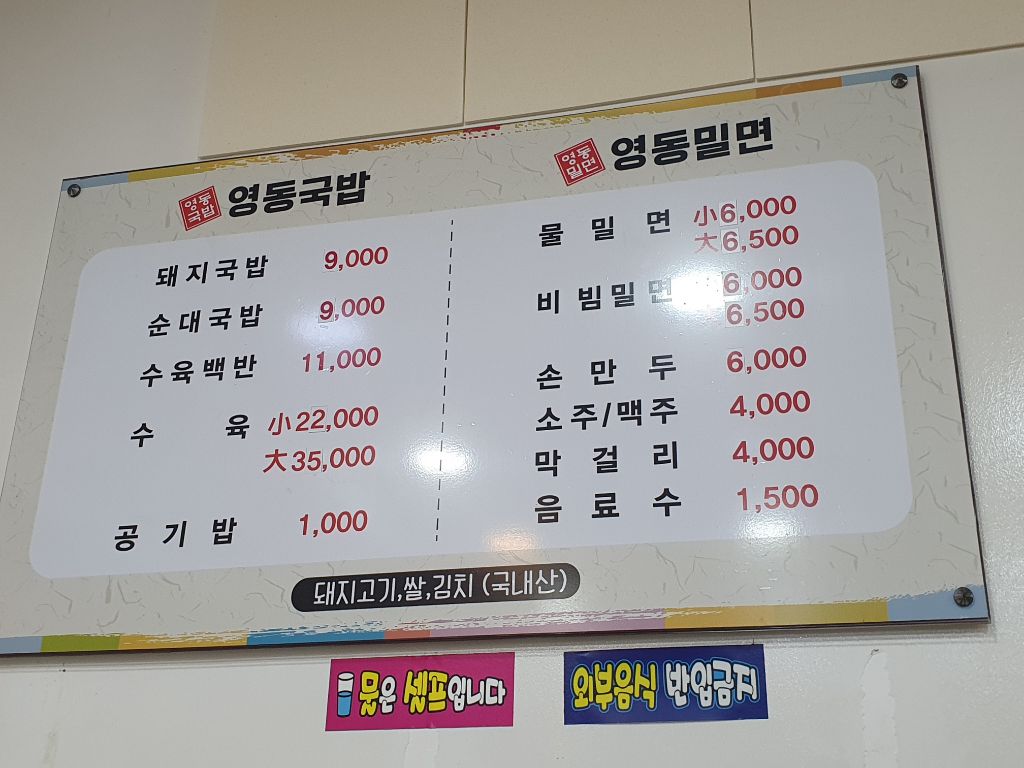 영동국밥 영동국밥
돼지국밥 9,000
순대국밥 9,000
수육백반 11,000
수육 小 22,000
大 35,000
공기밥 1,000
영동밀면 영동밀면
물밀면 小 6,000
大 6,500
비빔밀면 6,000
6,500
손만두 6,000
소주/맥주 4,000
막걸리 4,000
음료수 1,500
돼지고기,쌀,김치 (국내산)
물은 셀프입니다
외부음식 반입금지